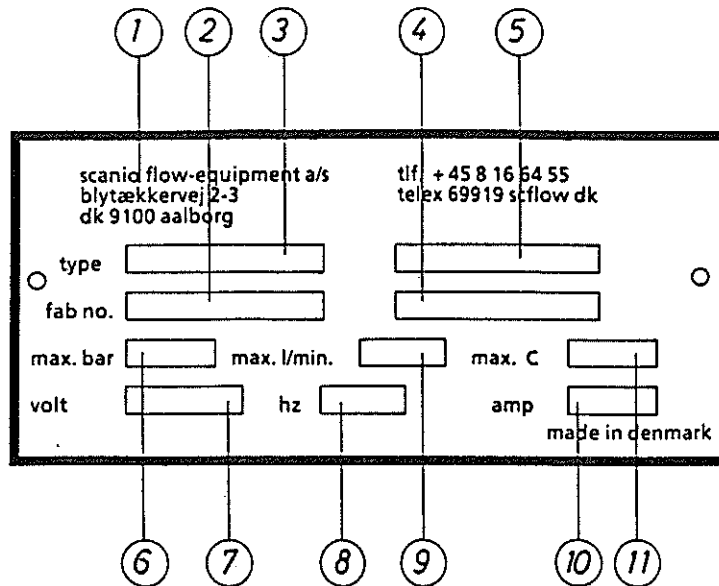 1 2 3 4 5
scanio flow-equipment a/s
blytækkervej 2-3
dk 9100 aalborg
tlf. + 45 8 16 64 55
telex 69919 scflow dk
type
fab no.
max. bar max. l/min. max. C
volt hz amp
made in denmark
6 7 8 9 10 11